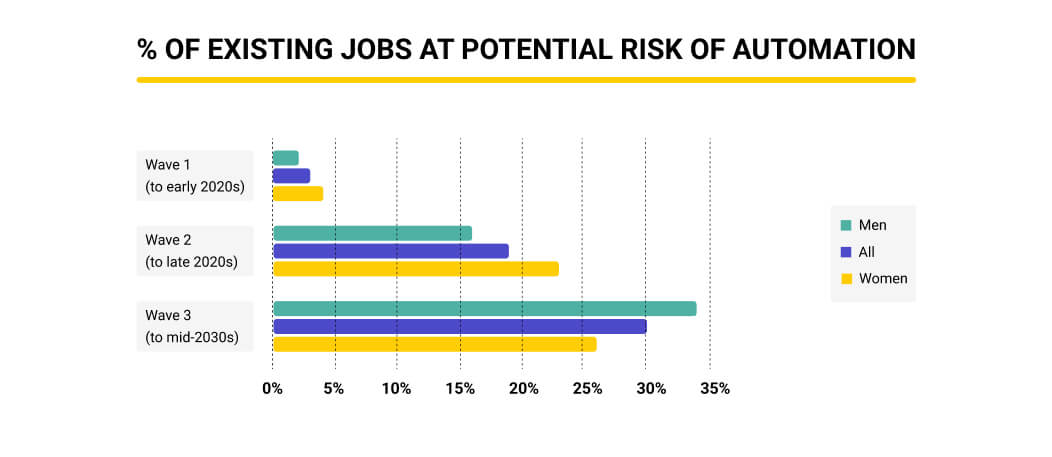 % OF EXISTING JOBS AT POTENTIAL RISK OF AUTOMATION
Wave 1
(to early 2020s)
Wave 2
(to late 2020s)
Wave 3
(to mid-2030s)
0% 5% 10% 15% 20% 25% 30% 35%
Men
All
Women